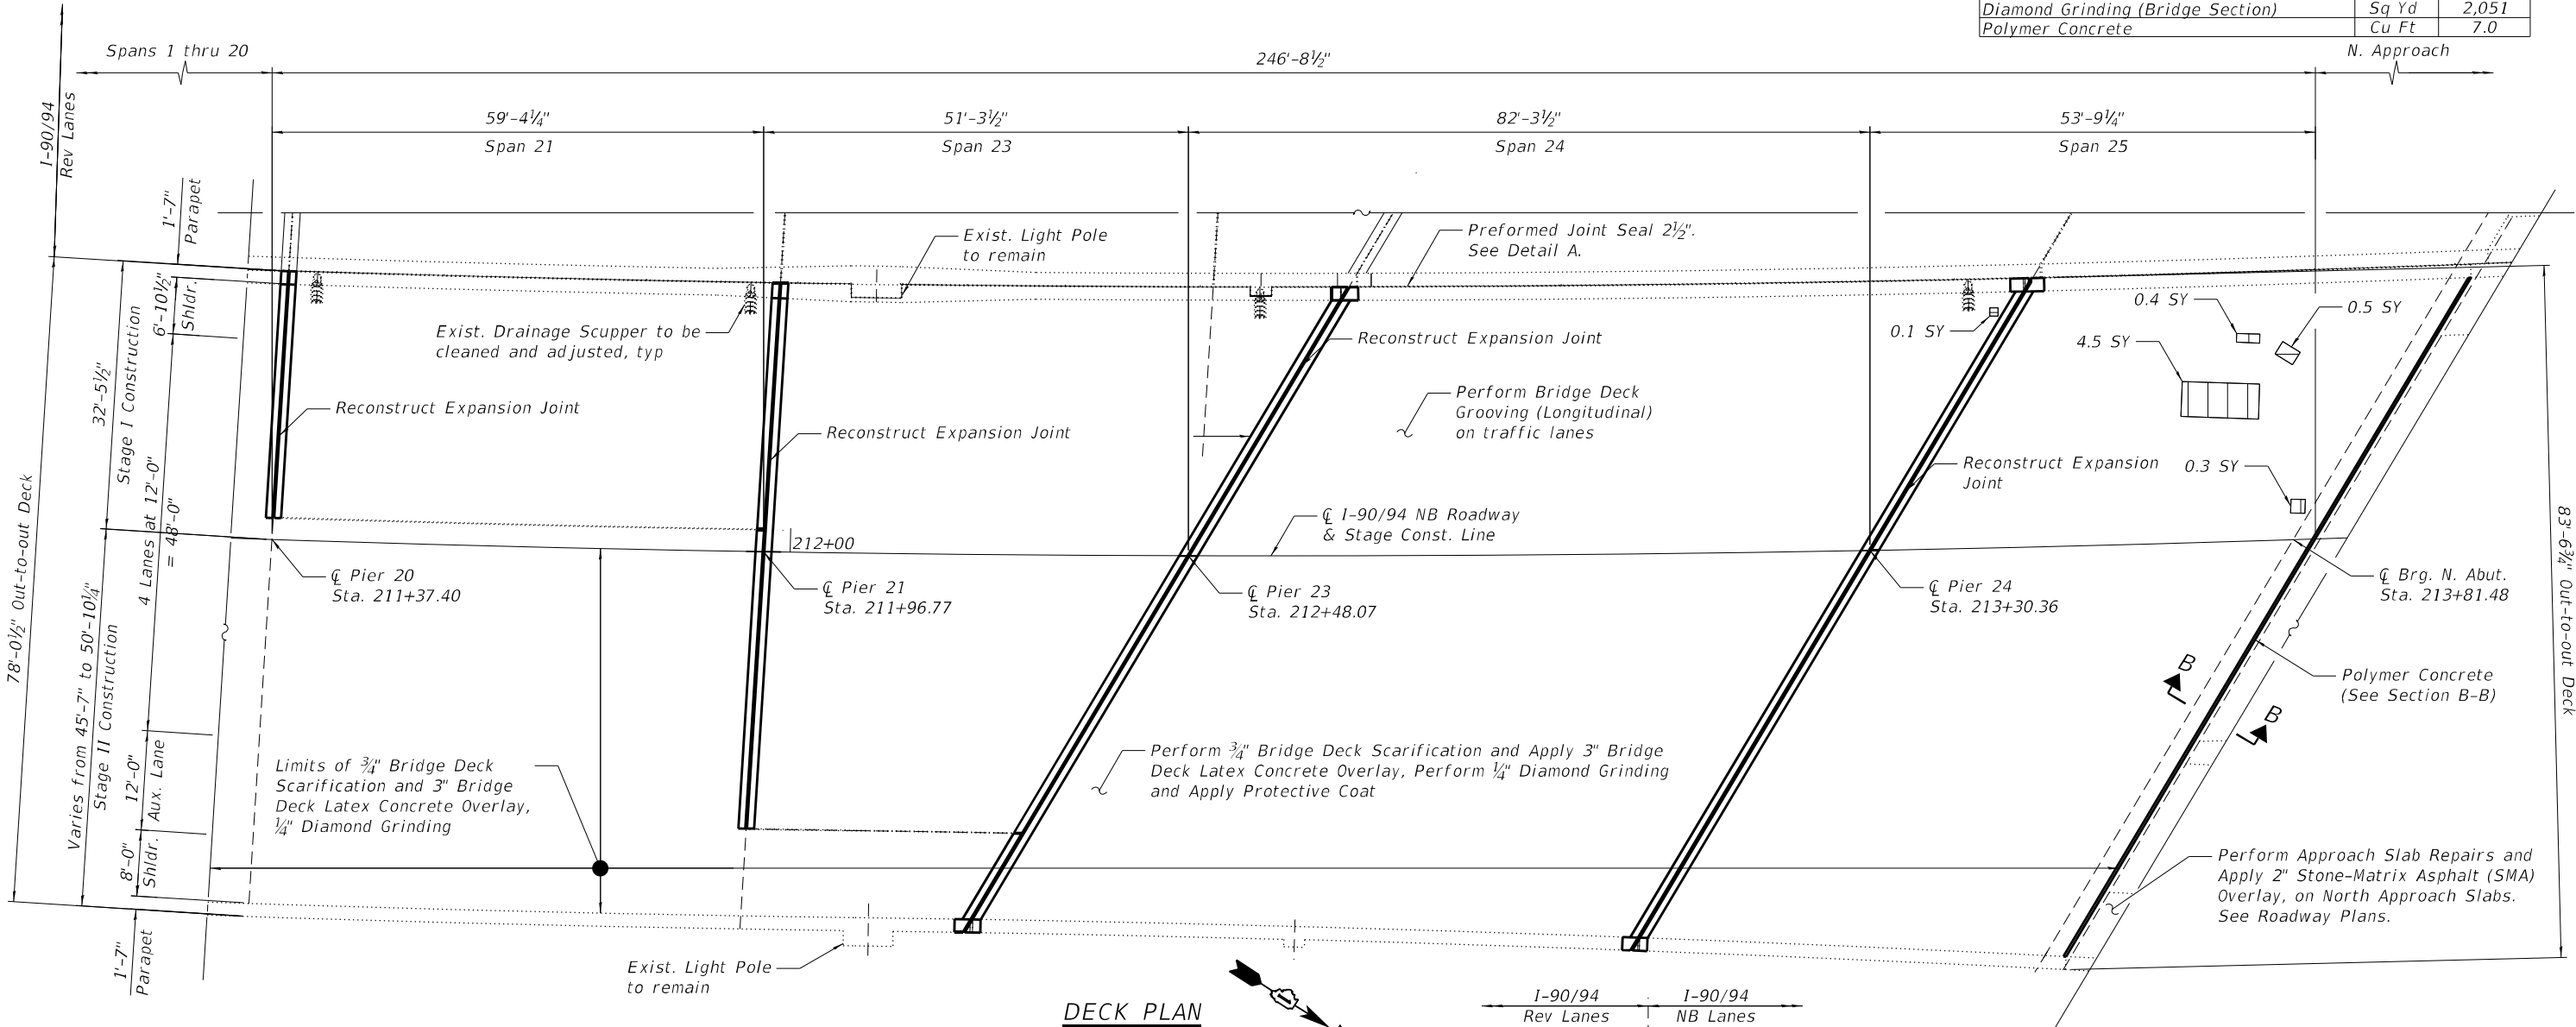 Diamond Grinding (Bridge Section) Sq Yd 2,051
Polymer Concrete Cu Ft 7.0
Spans 1 thru 20
246'-8½"
N. Approach
I-90/94
Rev Lanes
59'-4¼"
Span 21
51'-3½"
Span 23
82'-3½"
Span 24
53'-9¼"
Span 25
1'-7"
Parapet
6'-10½"
Shldr.
32'-5½"
Stage I Construction
4 Lanes at 12'-0"
= 48'-0"
78'-0½" Out-to-out Deck
Varies from 45'-7" to 50'-10¼"
Stage II Construction
12'-0"
Aux. Lane
8'-0"
Shldr.
1'-7"
Parapet
Exist. Light Pole
to remain
Preformed Joint Seal 2½".
See Detail A.
Exist. Drainage Scupper to be
cleaned and adjusted, typ
Reconstruct Expansion Joint
Reconstruct Expansion Joint
Reconstruct Expansion Joint
Perform Bridge Deck
Grooving (Longitudinal)
on traffic lanes
0.1 SY
0.4 SY
0.5 SY
4.5 SY
0.3 SY
Reconstruct Expansion
Joint
℄ I-90/94 NB Roadway
& Stage Const. Line
212+00
℄ Pier 20
Sta. 211+37.40
℄ Pier 21
Sta. 211+96.77
℄ Pier 23
Sta. 212+48.07
℄ Pier 24
Sta. 213+30.36
℄ Brg. N. Abut.
Sta. 213+81.48
83'-6¾" Out-to-out Deck
B
B
Polymer Concrete
(See Section B-B)
Limits of ¾" Bridge Deck
Scarification and 3" Bridge
Deck Latex Concrete Overlay,
¼" Diamond Grinding
Perform ¾" Bridge Deck Scarification and Apply 3" Bridge
Deck Latex Concrete Overlay, Perform ¼" Diamond Grinding
and Apply Protective Coat
Perform Approach Slab Repairs and
Apply 2" Stone-Matrix Asphalt (SMA)
Overlay, on North Approach Slabs.
See Roadway Plans.
Exist. Light Pole
to remain
DECK PLAN
I-90/94
Rev Lanes
I-90/94
NB Lanes